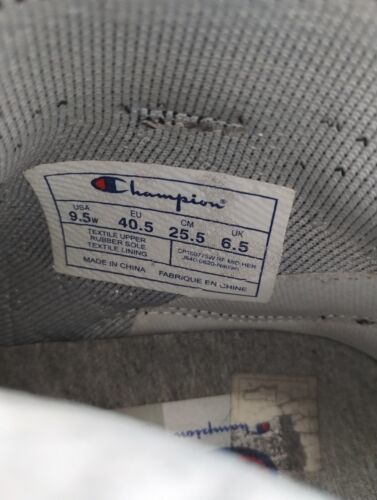 Champion
USA EU CM UK
9.5W 40.5 25.5 6.5
TEXTILE UPPER
RUBBER SOLE
TEXTILE LINING
MADE IN CHINA FABRIQUE EN CHINE
Champion